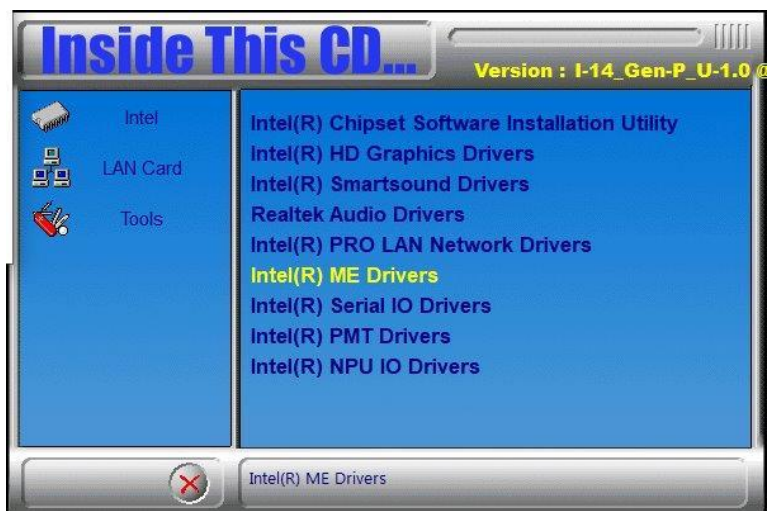 Inside This CD...
Version : I-14_Gen-P_U-1.0 @
Intel
LAN Card
Tools
Intel(R) Chipset Software Installation Utility
Intel(R) HD Graphics Drivers
Intel(R) Smartsound Drivers
Realtek Audio Drivers
Intel(R) PRO LAN Network Drivers
Intel(R) ME Drivers
Intel(R) Serial IO Drivers
Intel(R) PMT Drivers
Intel(R) NPU IO Drivers
Intel(R) ME Drivers